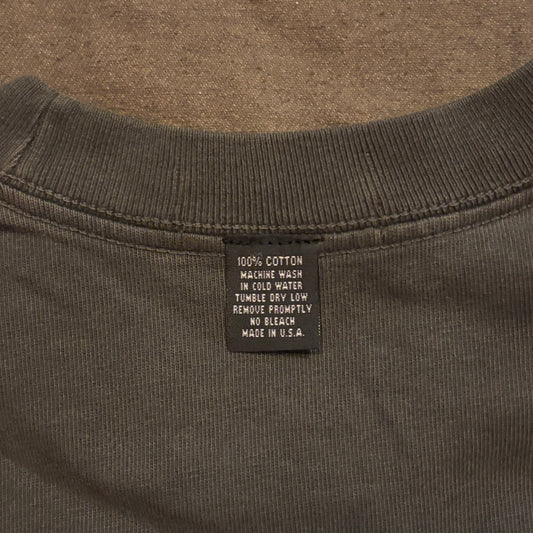 100% COTTON
MACHINE WASH
IN COLD WATER
TUMBLE DRY LOW
REMOVE PROMPTLY
NO BLEACH
MADE IN U.S.A.